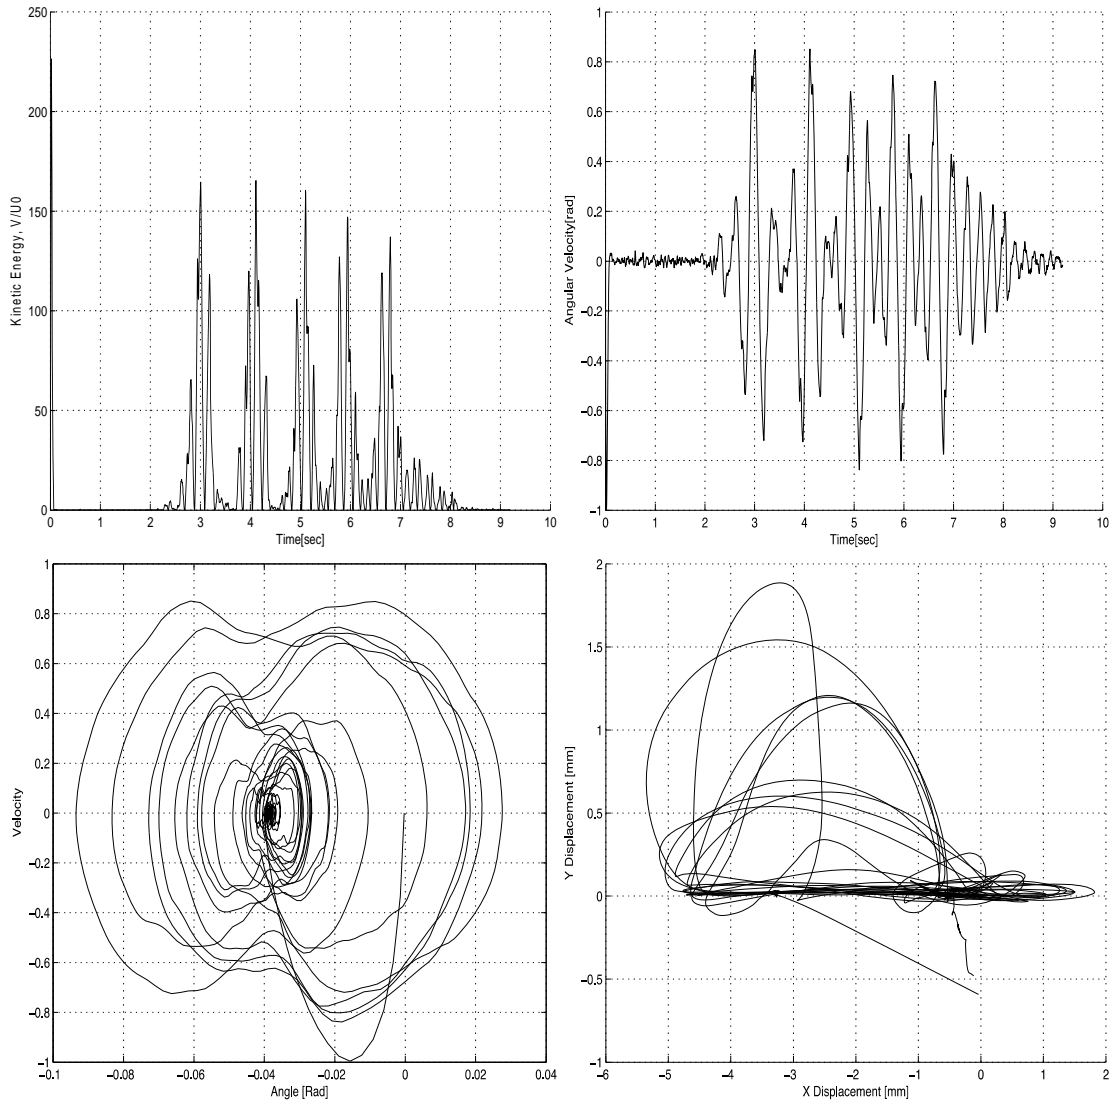 250
200
150
100
50
0
Kinetic Energy, V/U0
0 1 2 3 4 5 6 7 8 9 10
Time[sec]
1
0.8
0.6
0.4
0.2
0
−0.2
−0.4
−0.6
−0.8
−1
Angular Velocity[rad]
0 1 2 3 4 5 6 7 8 9 10
Time[sec]
1
0.8
0.6
0.4
0.2
0
−0.2
−0.4
−0.6
−0.8
−1
Velocity
−0.1 −0.08 −0.06 −0.04 −0.02 0 0.02 0.04
Angle [Rad]
2
1.5
1
0.5
0
−0.5
−1
Y Displacement [mm]
−6 −5 −4 −3 −2 −1 0 1 2
X Displacement [mm]